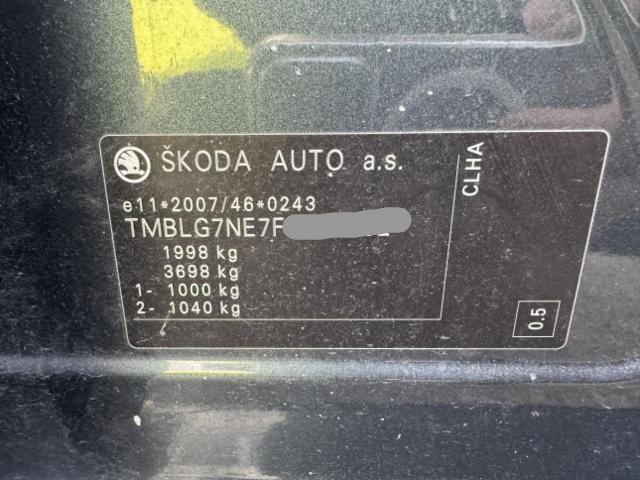 ŠKODA AUTO a.s.
CLHA
e11*2007/46*0243
TMBLG7NE7F
1998 kg
3698 kg
1- 1000 kg
2- 1040 kg
0.5